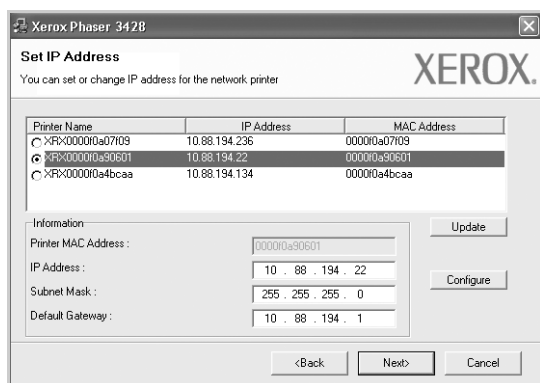 Xerox Phaser 3428
Set IP Address
You can set or change IP address for the network printer
XEROX.
Printer Name IP Address MAC Address
XRX0000f0a07f09 10.88.194.236 0000f0a07f09
XRX0000f0a90601 10.88.194.22 0000f0a90601
XRX0000f0a4bcaa 10.88.194.134 0000f0a4bcaa
Information
Printer MAC Address : 0000f0a90601
IP Address : 10 . 88 . 194 . 22
Subnet Mask : 255 . 255 . 255 . 0
Default Gateway : 10 . 88 . 194 . 1
Update
Configure
<Back Next> Cancel